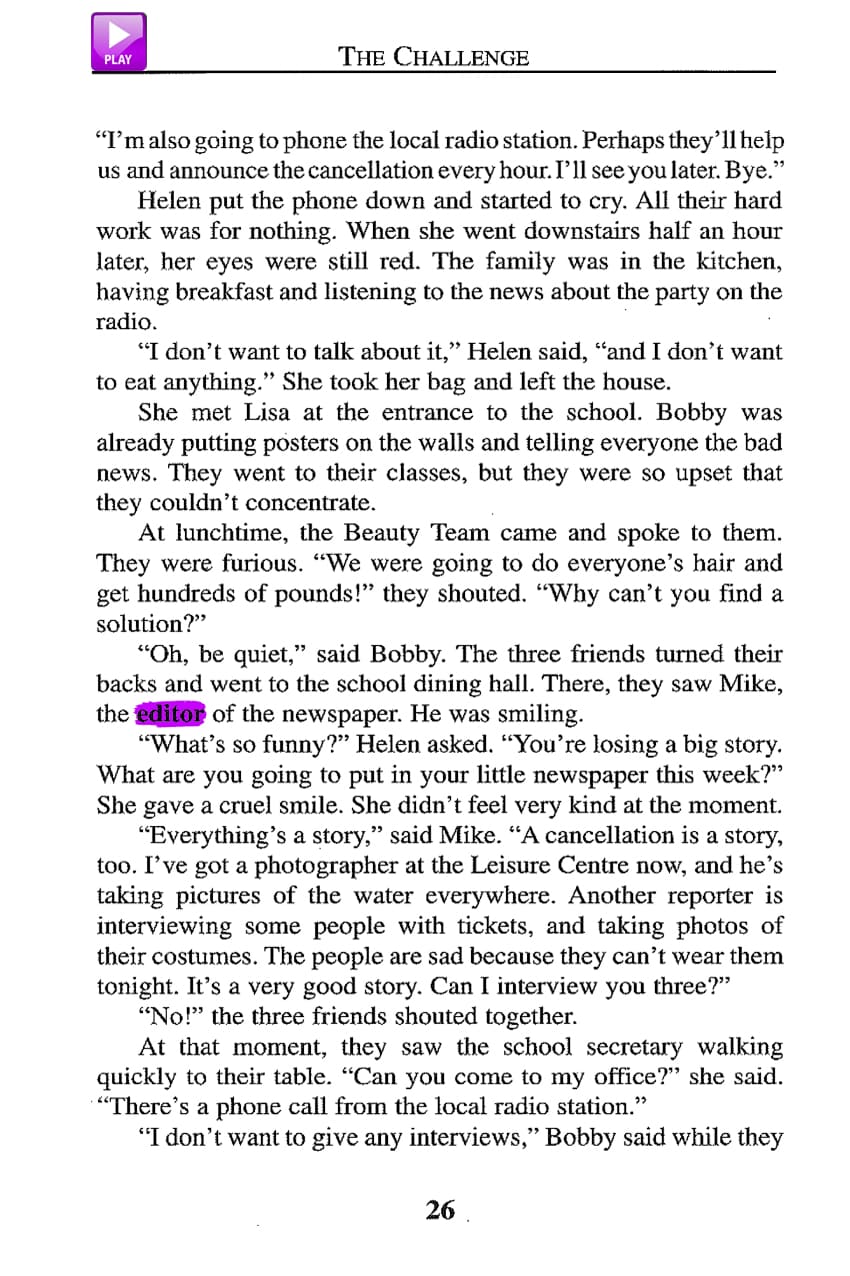 PLAY
THE CHALLENGE
“I’m also going to phone the local radio station. Perhaps they’ll help
us and announce the cancellation every hour. I’ll see you later. Bye.”
Helen put the phone down and started to cry. All their hard
work was for nothing. When she went downstairs half an hour
later, her eyes were still red. The family was in the kitchen,
having breakfast and listening to the news about the party on the
radio.
“I don’t want to talk about it,” Helen said, “and I don’t want
to eat anything.” She took her bag and left the house.
She met Lisa at the entrance to the school. Bobby was
already putting posters on the walls and telling everyone the bad
news. They went to their classes, but they were so upset that
they couldn’t concentrate.
At lunchtime, the Beauty Team came and spoke to them.
They were furious. “We were going to do everyone’s hair and
get hundreds of pounds!” they shouted. “Why can’t you find a
solution?”
“Oh, be quiet,” said Bobby. The three friends turned their
backs and went to the school dining hall. There, they saw Mike,
the editor of the newspaper. He was smiling.
“What’s so funny?” Helen asked. “You’re losing a big story.
What are you going to put in your little newspaper this week?”
She gave a cruel smile. She didn’t feel very kind at the moment.
“Everything’s a story,” said Mike. “A cancellation is a story,
too. I’ve got a photographer at the Leisure Centre now, and he’s
taking pictures of the water everywhere. Another reporter is
interviewing some people with tickets, and taking photos of
their costumes. The people are sad because they can’t wear them
tonight. It’s a very good story. Can I interview you three?”
“No!” the three friends shouted together.
At that moment, they saw the school secretary walking
quickly to their table. “Can you come to my office?” she said.
“There’s a phone call from the local radio station.”
“I don’t want to give any interviews,” Bobby said while they
26